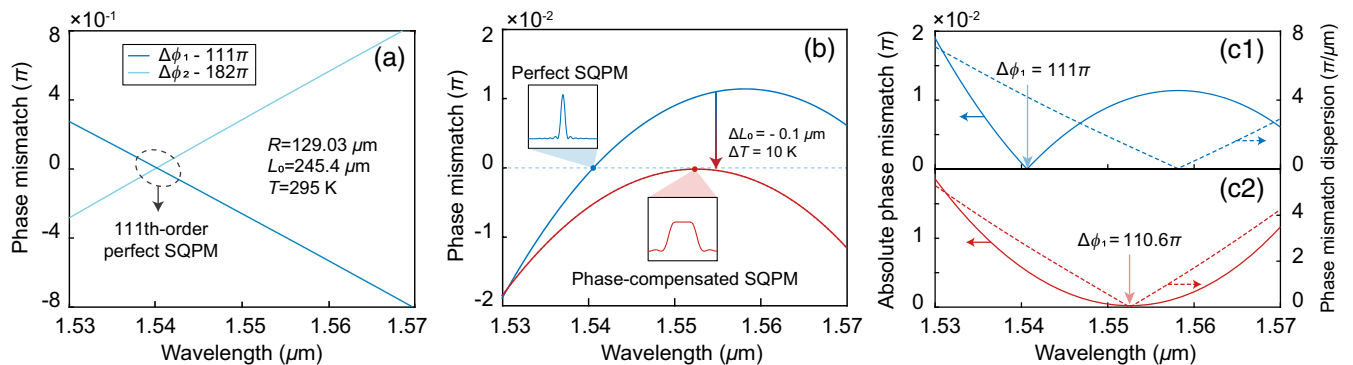 ×10⁻¹
8
4
0
-4
-8
Phase mismatch (π)
Δϕ₁ - 111π
Δϕ₂ - 182π
(a)
R=129.03 µm
L₀=245.4 µm
T=295 K
111th-order
perfect SQPM
1.53
1.54
1.55
1.56
1.57
Wavelength (µm)
×10⁻²
2
1
0
-1
-2
Phase mismatch (π)
(b)
Perfect SQPM
ΔL₀= - 0.1 µm
ΔT= 10 K
Phase-compensated SQPM
1.53
1.54
1.55
1.56
1.57
Wavelength (µm)
×10⁻²
2
1
0
(c1)
Δϕ₁ = 111π
8
4
0
2
1
0
(c2)
Δϕ₁ = 110.6π
4
2
0
Absolute phase mismatch (π)
Phase mismatch dispersion (π/µm)
1.53
1.54
1.55
1.56
1.57
Wavelength (µm)